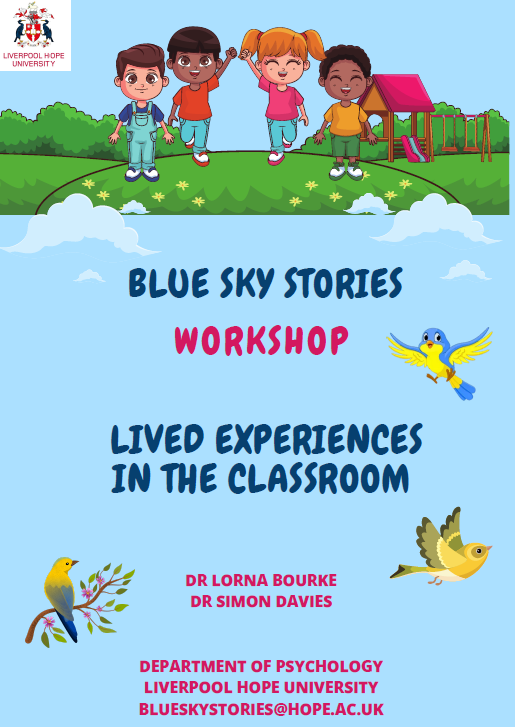 LIVERPOOL HOPE
UNIVERSITY
BLUE SKY STORIES
WORKSHOP
LIVED EXPERIENCES
IN THE CLASSROOM
DR LORNA BOURKE
DR SIMON DAVIES
DEPARTMENT OF PSYCHOLOGY
LIVERPOOL HOPE UNIVERSITY
BLUESKYSTORIES@HOPE.AC.UK